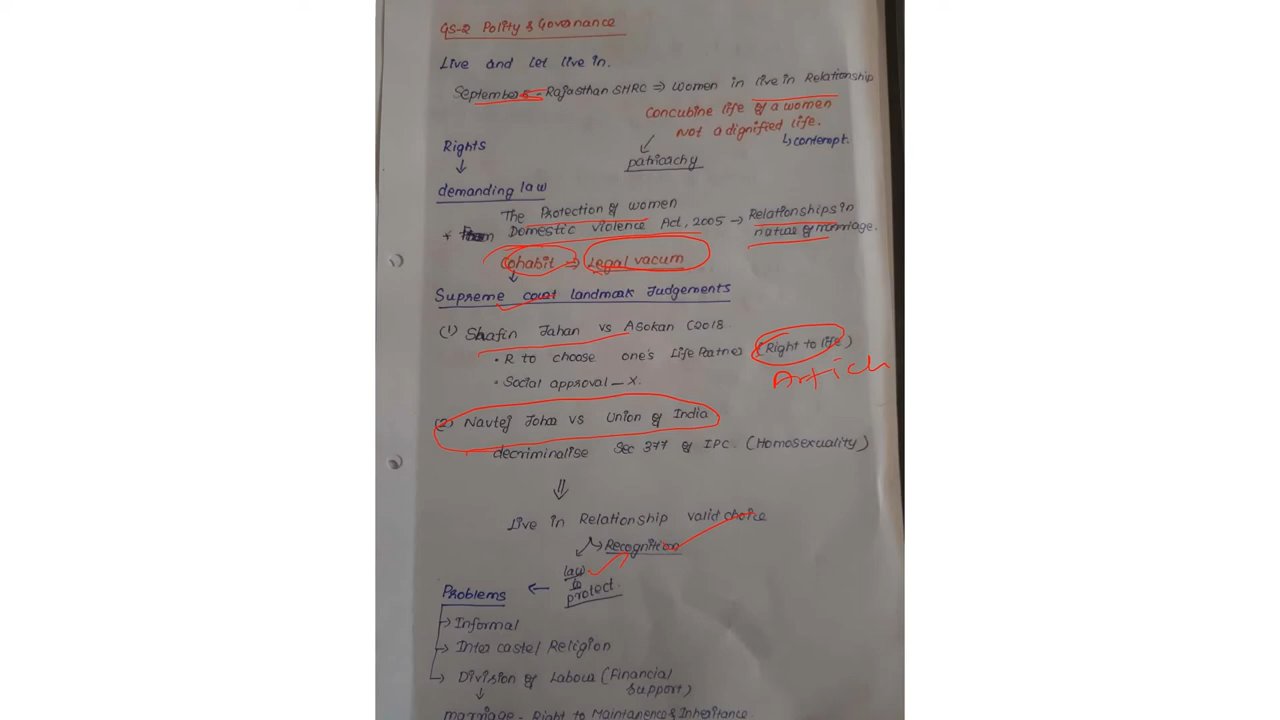 GS-2 Polity & Governance
Live and let live in.
September - Rajasthan SHRC ⇒ women in live in Relationship
Concubine life of a women
not a dignified life.
↳ contempt.
patricachy
Rights
↓
demanding law
The Protection of women
Domestic violence Act, 2005 → Relationships in
nature of marriage.
Cohabit ⇒ Legal vacum
Supreme court landmark Judgements
(1) Shafin Jahan vs Asokan (2018
• R to choose one's Life Partner (Right to life)
Article
• Social approval - X.
(2) Navtej Johar vs Union of India
decriminalise Sec 377 of IPC. (Homosexuality)
⇓
Live in Relationship valid choice
→ Recognition
law
to
protect.
Problems ←
→ Informal
→ Inter caste/ Religion
→ Division of Labour (Financial
support)
↓
marriage - Right to Maintanence & Inheritance